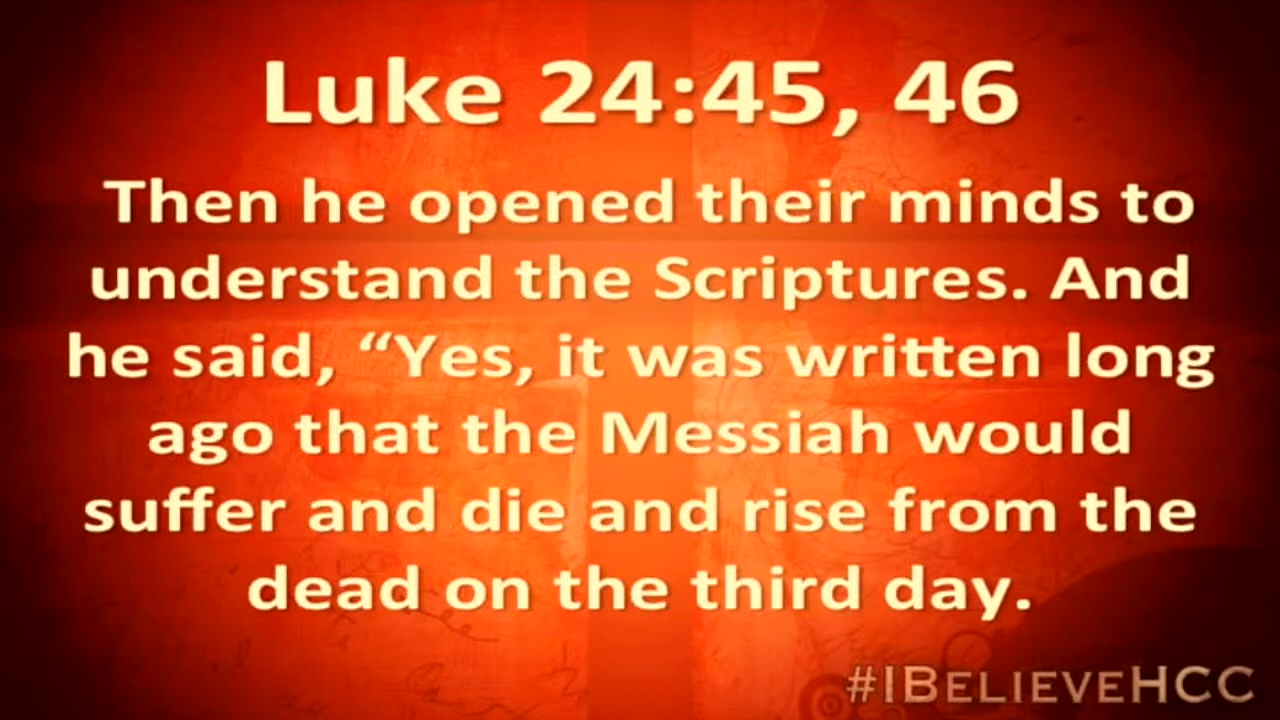 Luke 24:45, 46
Then he opened their minds to
understand the Scriptures. And
he said, “Yes, it was written long
ago that the Messiah would
suffer and die and rise from the
dead on the third day.
#IBELIEVEHCC